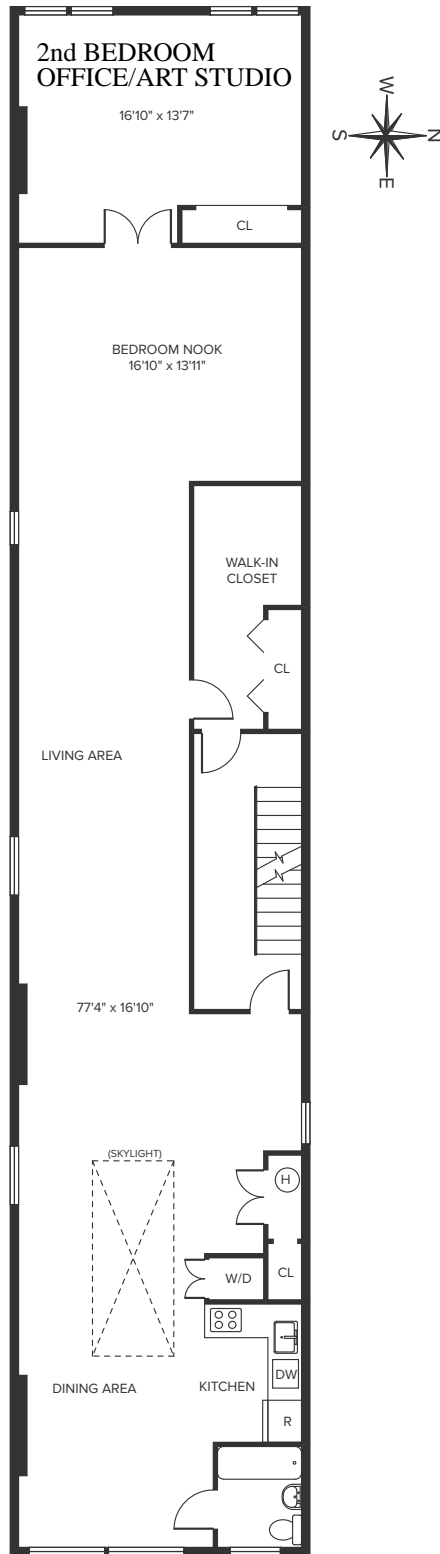 2nd BEDROOM
OFFICE/ART STUDIO
16'10" x 13'7"
W
S
N
E
CL
BEDROOM NOOK
16'10" x 13'11"
WALK-IN
CLOSET
CL
LIVING AREA
77'4" x 16'10"
(SKYLIGHT)
H
W/D
CL
DW
DINING AREA
KITCHEN
R